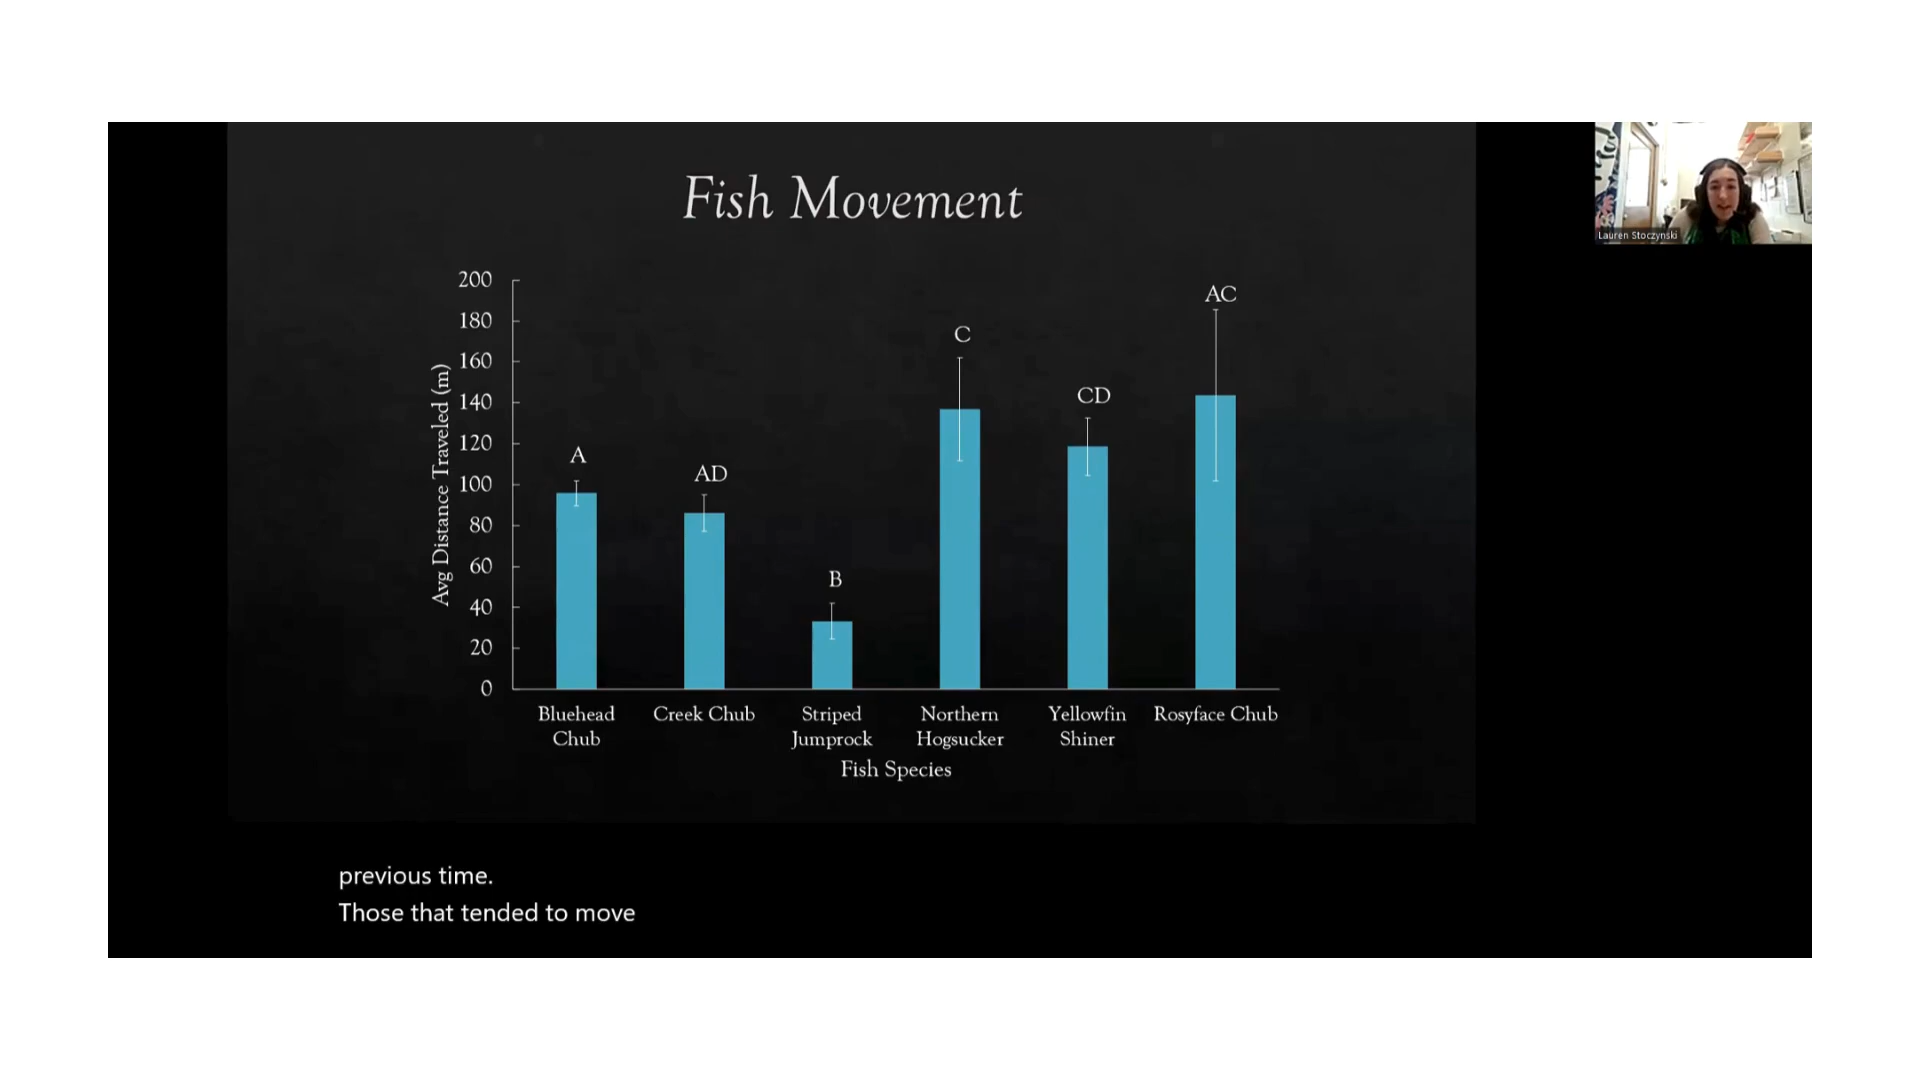 Fish Movement
Lauren Stoczynski
200
180
160
140
120
100
80
60
40
20
0
Avg Distance Traveled (m)
A
AD
B
C
CD
AC
Bluehead
Chub
Creek Chub
Striped
Jumprock
Northern
Hogsucker
Yellowfin
Shiner
Rosyface Chub
Fish Species
previous time.
Those that tended to move